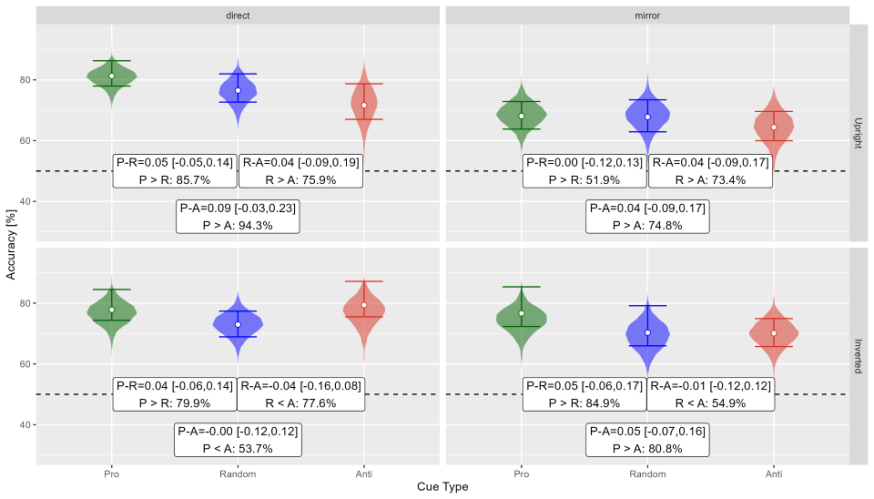 direct
mirror
Accuracy [%]
80
60
40
P-R=0.05 [-0.05,0.14]
P > R: 85.7%
R-A=0.04 [-0.09,0.19]
R > A: 75.9%
P-A=0.09 [-0.03,0.23]
P > A: 94.3%
P-R=0.00 [-0.12,0.13]
P > R: 51.9%
R-A=0.04 [-0.09,0.17]
R > A: 73.4%
P-A=0.04 [-0.09,0.17]
P > A: 74.8%
Upright
80
60
40
P-R=0.04 [-0.06,0.14]
P > R: 79.9%
R-A=-0.04 [-0.16,0.08]
R < A: 77.6%
P-A=-0.00 [-0.12,0.12]
P < A: 53.7%
P-R=0.05 [-0.06,0.17]
P > R: 84.9%
R-A=-0.01 [-0.12,0.12]
R < A: 54.9%
P-A=0.05 [-0.07,0.16]
P > A: 80.8%
Inverted
Pro
Random
Anti
Pro
Random
Anti
Cue Type